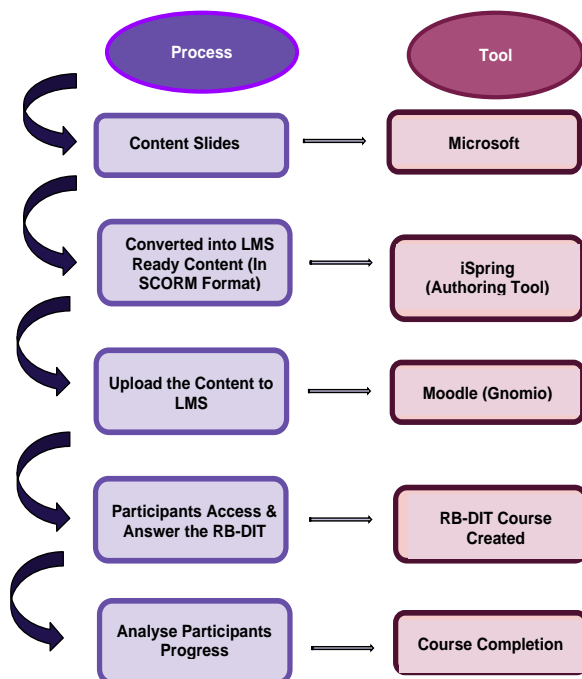 Process
Tool
Content Slides
Microsoft
Converted into LMS
Ready Content (In
SCORM Format)
iSpring
(Authoring Tool)
Upload the Content to
LMS
Moodle (Gnomio)
Participants Access &
Answer the RB-DIT
RB-DIT Course
Created
Analyse Participants
Progress
Course Completion